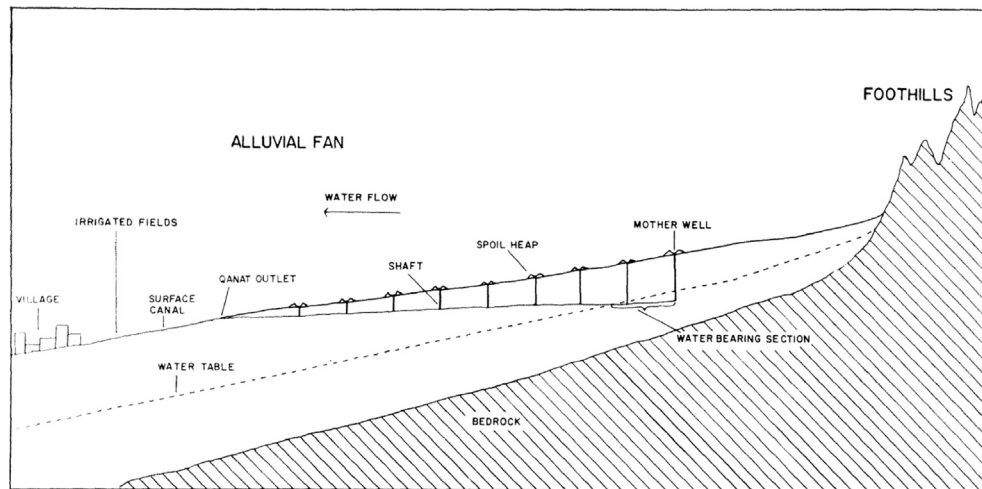 FOOTHILLS
ALLUVIAL FAN
WATER FLOW
IRRIGATED FIELDS
MOTHER WELL
SPOIL HEAP
SHAFT
QANAT OUTLET
VILLAGE
SURFACE
CANAL
WATER BEARING SECTION
WATER TABLE
BEDROCK